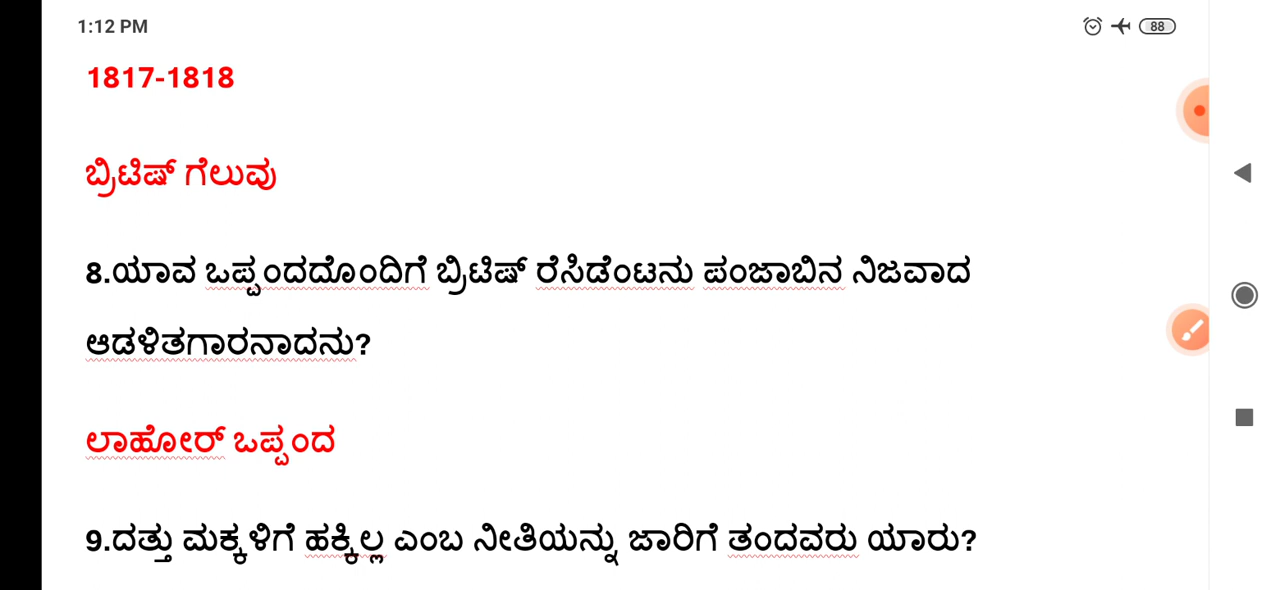 1:12 PM
88
1817-1818
ಬ್ರಿಟಿಷ್ ಗೆಲುವು
8.ಯಾವ ಒಪ್ಪಂದದೊಂದಿಗೆ ಬ್ರಿಟಿಷ್ ರೆಸಿಡೆಂಟನು ಪಂಜಾಬಿನ ನಿಜವಾದ
ಆಡಳಿತಗಾರನಾದನು?
ಲಾಹೋರ್ ಒಪ್ಪಂದ
9.ದತ್ತು ಮಕ್ಕಳಿಗೆ ಹಕ್ಕಿಲ್ಲ ಎಂಬ ನೀತಿಯನ್ನು ಜಾರಿಗೆ ತಂದವರು ಯಾರು?